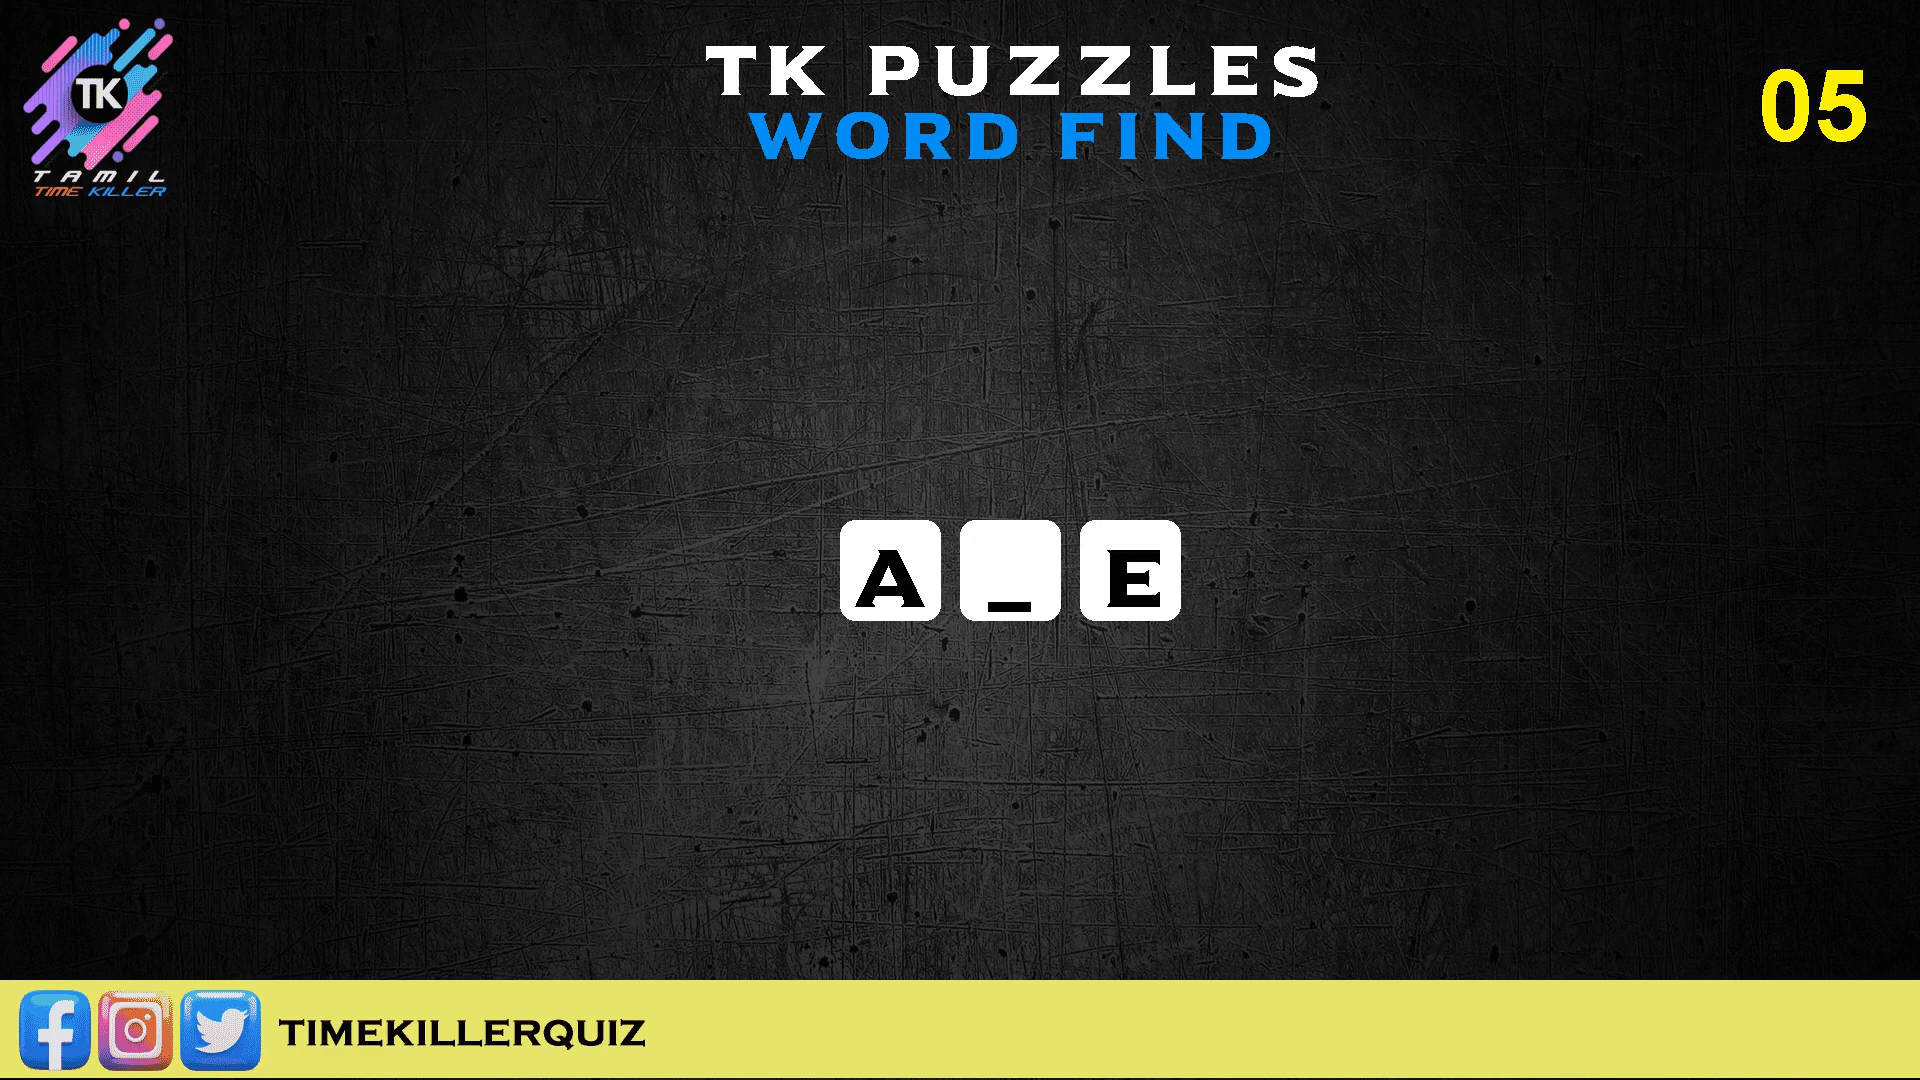 TK PUZZLES
WORD FIND
05
TK
TAMIL
TIME KILLER
A _ E
TIMEKILLERQUIZ